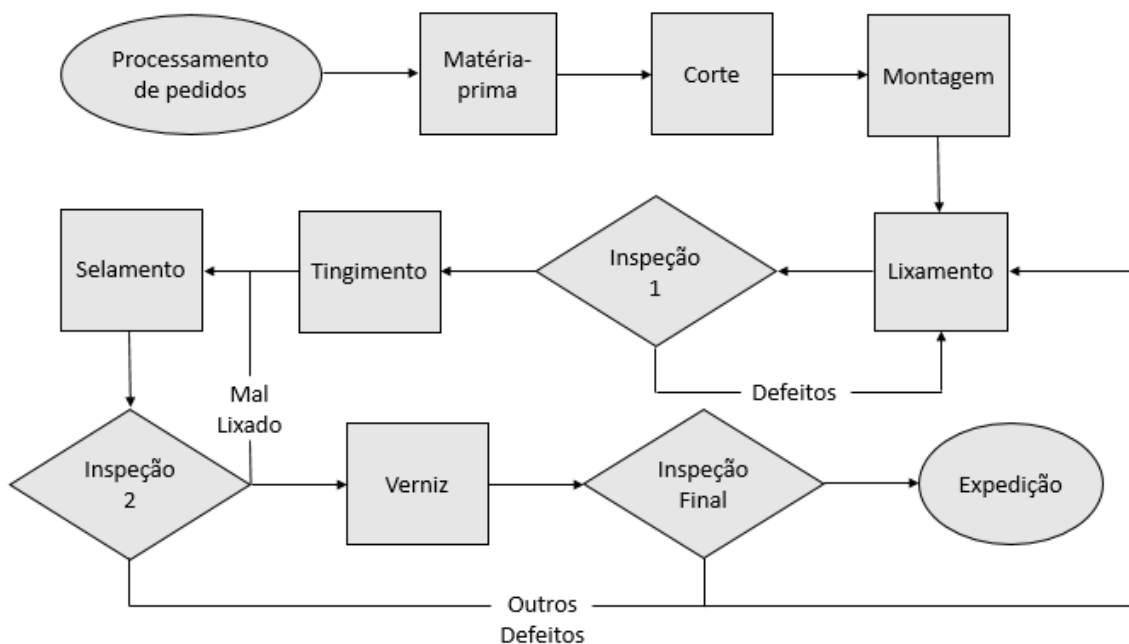 Processamento
de pedidos
Matéria-
prima
Corte
Montagem
Selamento
Tingimento
Inspeção
1
Lixamento
Mal
Lixado
Defeitos
Inspeção
2
Verniz
Inspeção
Final
Expedição
Outros
Defeitos